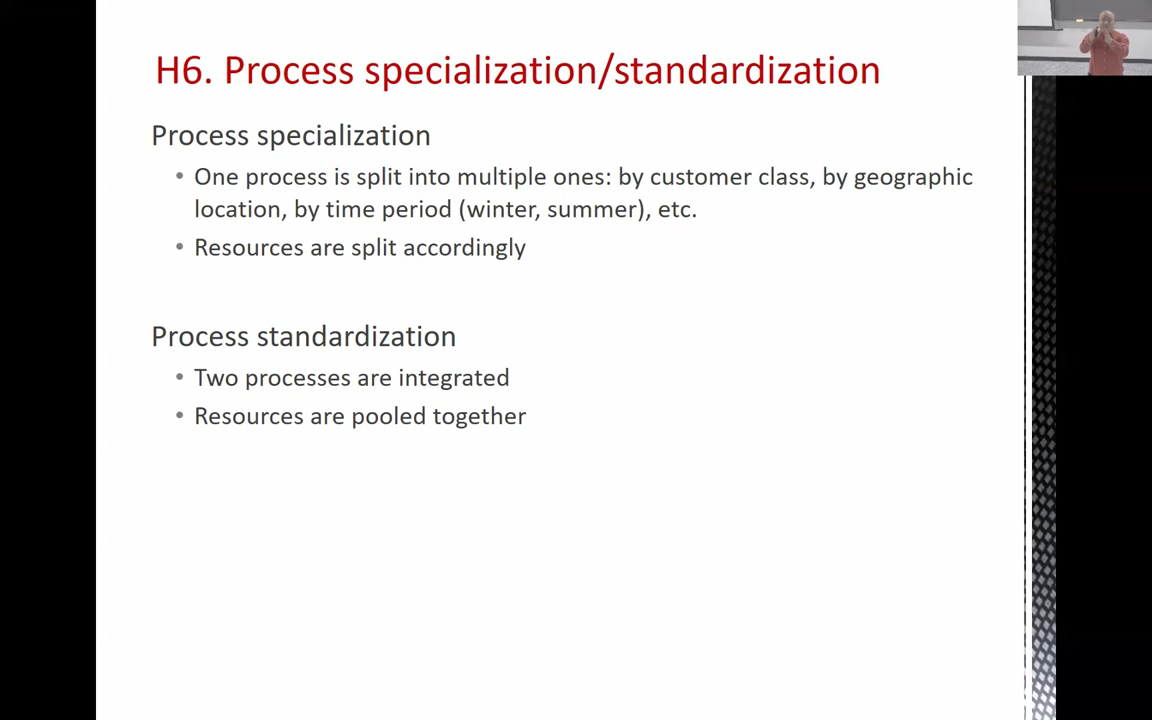 H6. Process specialization/standardization
Process specialization
• One process is split into multiple ones: by customer class, by geographic
location, by time period (winter, summer), etc.
• Resources are split accordingly
Process standardization
• Two processes are integrated
• Resources are pooled together